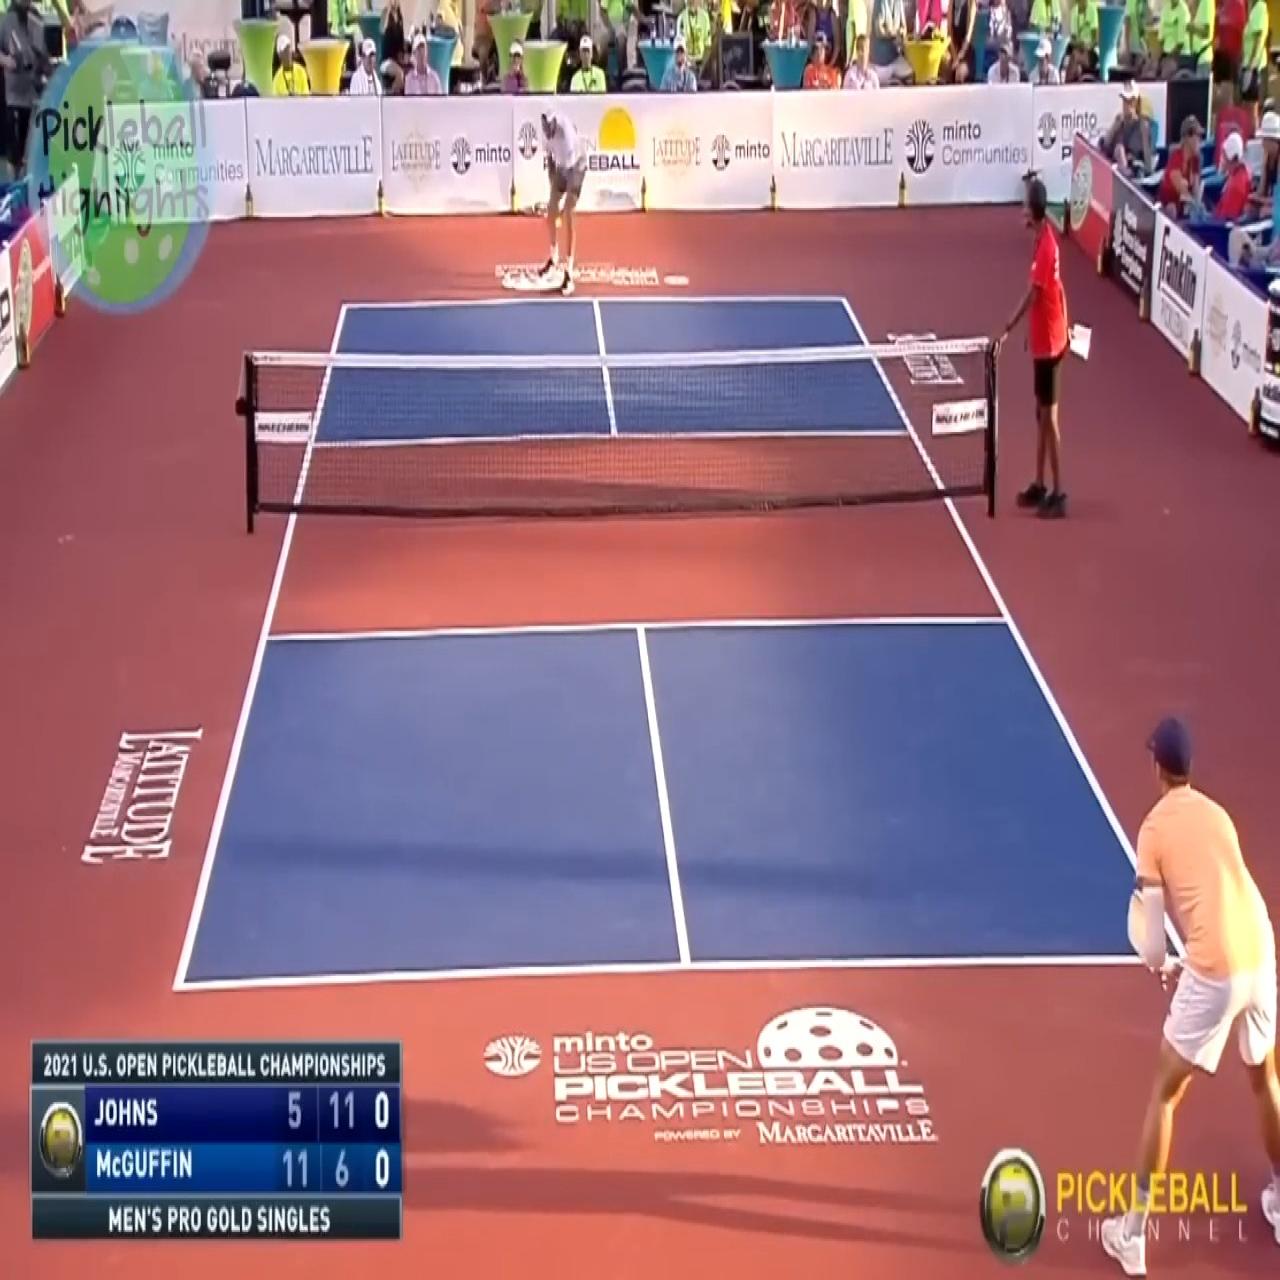 Pickleball
Highlights
minto
Communities
MARGARITAVILLE
LATITUDE
minto
PICKLEBALL
LATITUDE
minto
MARGARITAVILLE
minto
Communities
minto
franklin
SKECHERS
SKECHERS
LATITUDE
MARGARITAVILLE
minto
US OPEN
PICKLEBALL
CHAMPIONSHIPS
POWERED BY MARGARITAVILLE
2021 U.S. OPEN PICKLEBALL CHAMPIONSHIPS
JOHNS 5 11 0
McGUFFIN 11 6 0
MEN'S PRO GOLD SINGLES
PICKLEBALL
CHANNEL